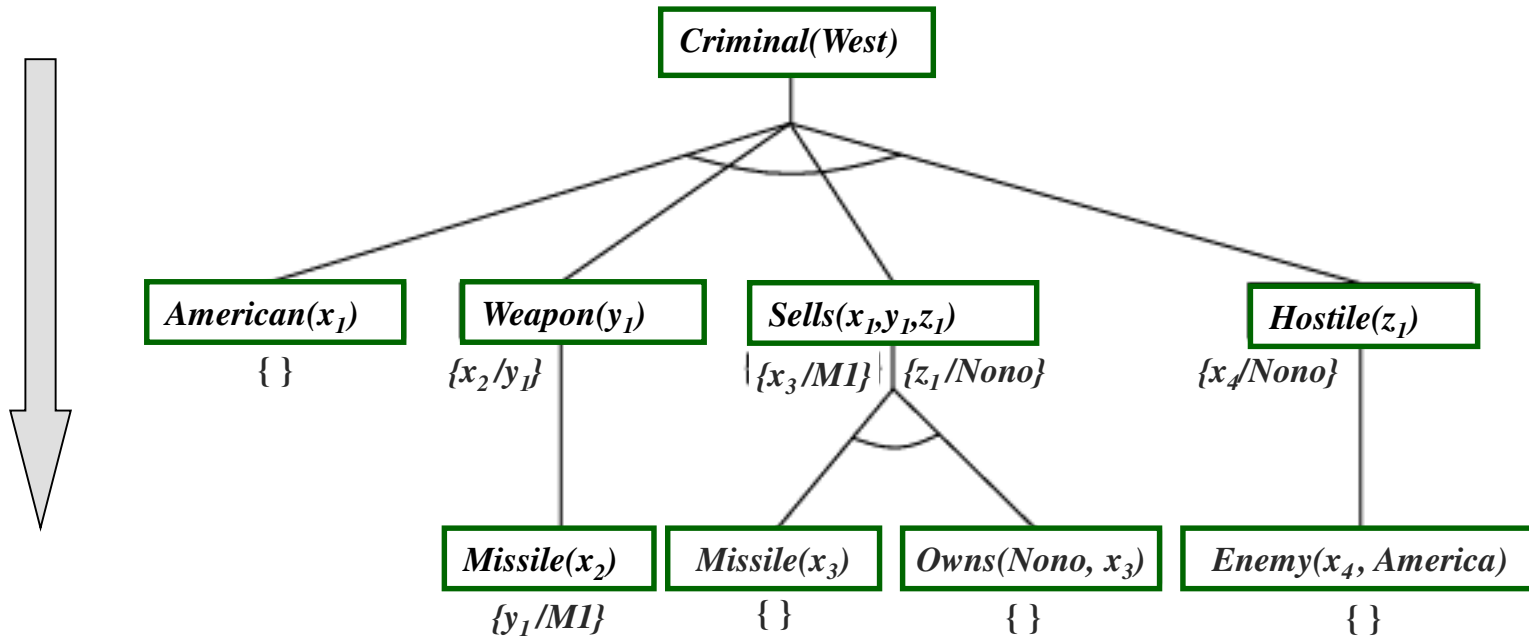 Criminal(West)
American(x₁) Weapon(y₁) Sells(x₁,y₁,z₁) Hostile(z₁)
{ } {x₂/y₁} {x₃/M1} {z₁/Nono} {x₄/Nono}
Missile(x₂) Missile(x₃) Owns(Nono, x₃) Enemy(x₄, America)
{y₁/M1} { } { } { }